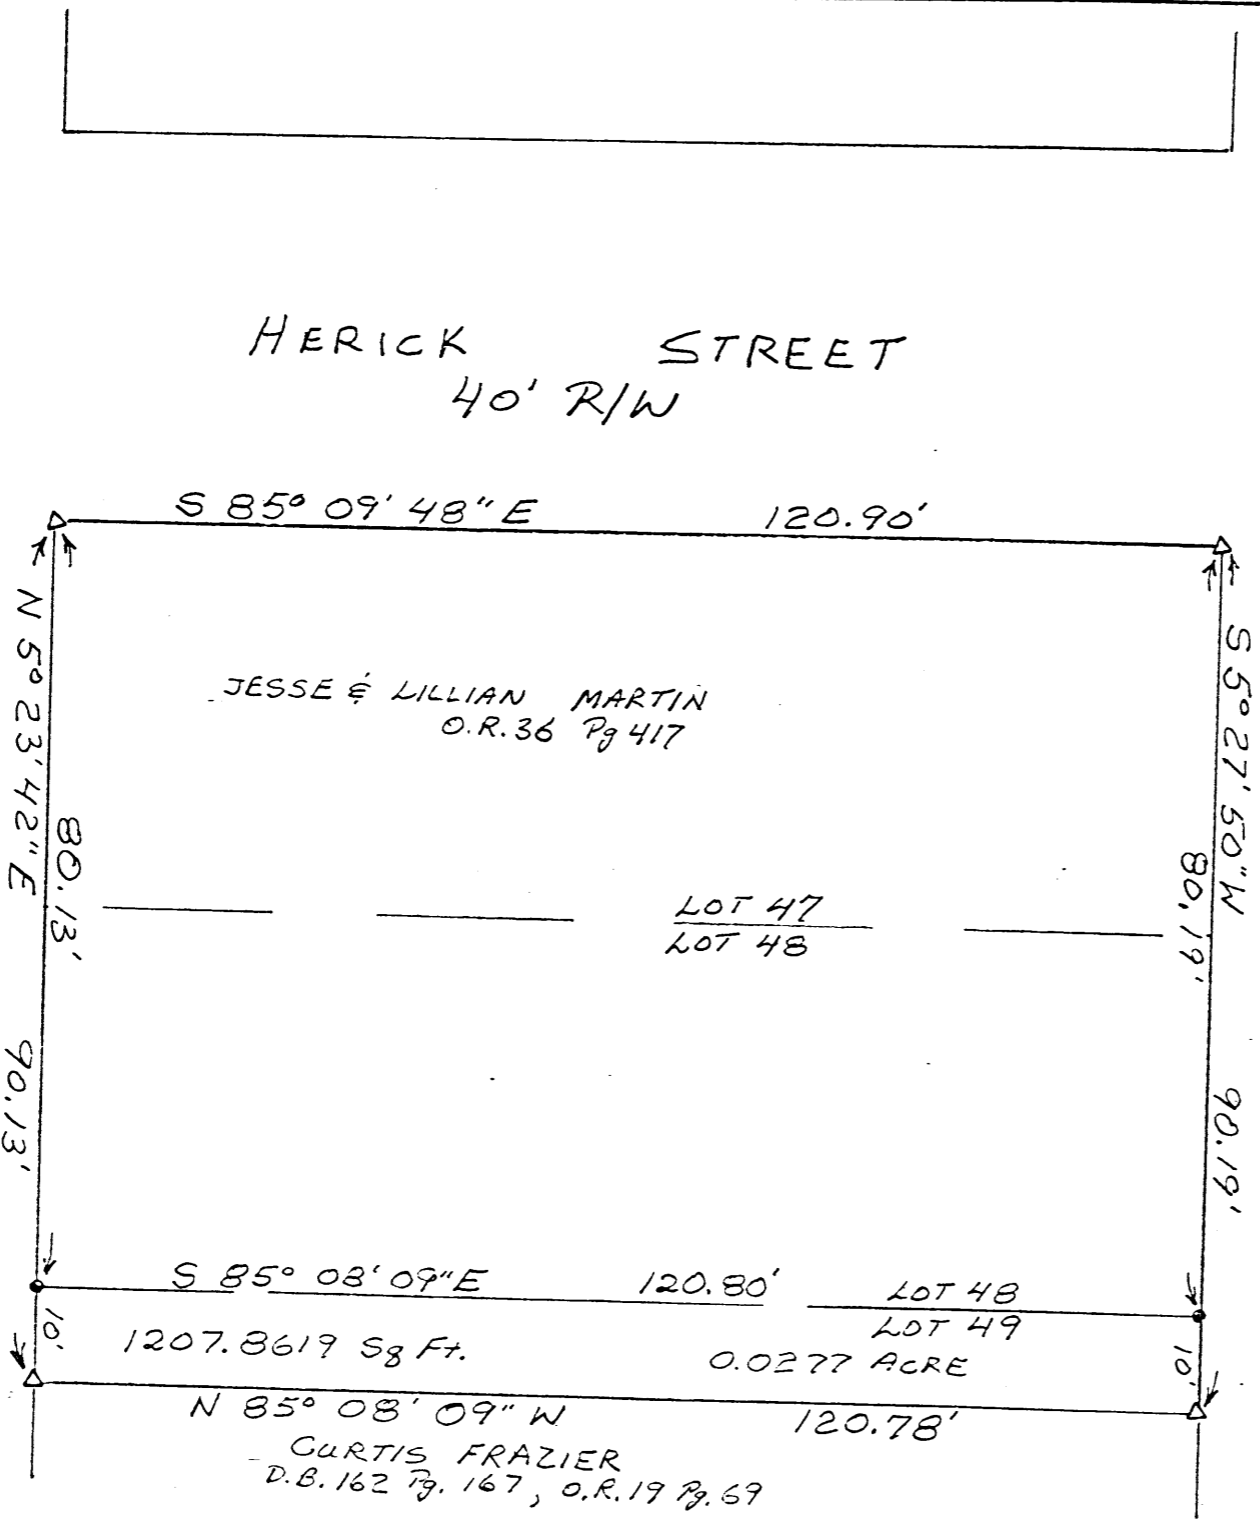 HERICK STREET
40' R/W
S 85° 09' 48" E 120.90'
N 5° 23' 42" E
80.13'
90.13'
JESSE & LILLIAN MARTIN
O.R. 36 Pg 417
S 5° 27' 50" W
80.19'
90.19'
LOT 47
LOT 48
S 85° 08' 09" E 120.80'
LOT 48
LOT 49
10'
1207.8619 Sq Ft.
0.0277 ACRE
10'
N 85° 08' 09" W 120.78'
CURTIS FRAZIER
D.B. 162 Pg. 167, O.R. 19 Pg. 69